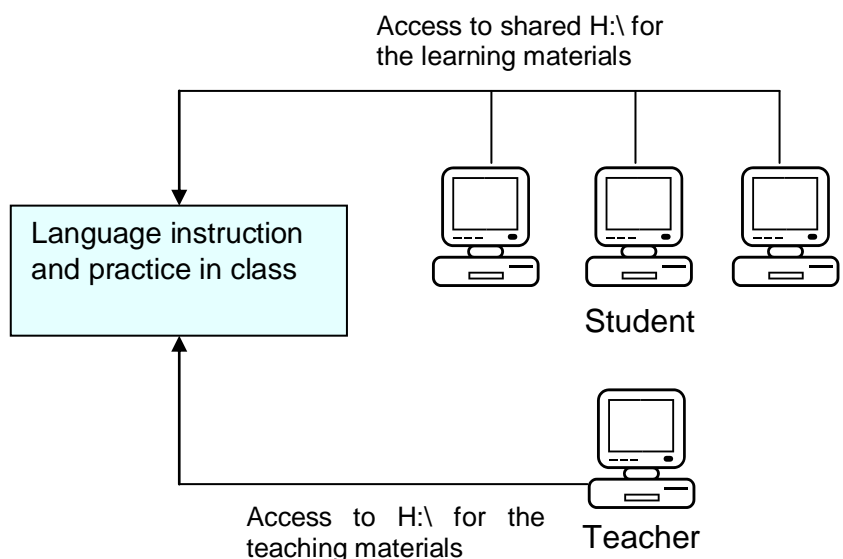 Access to shared H:\ for
the learning materials
Language instruction
and practice in class
Student
Access to H:\ for the
teaching materials
Teacher